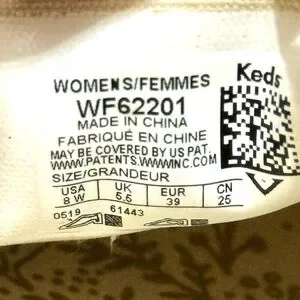 WOMENS/FEMMES
Keds
WF62201
MADE IN CHINA
FABRIQUÉ EN CHINE
MAY BE COVERED BY US PAT.
WWW.PATENTS.WWWINC.COM
SIZE/GRANDEUR
USA UK EUR CN
8 W 5.5 39 25
0519 61443